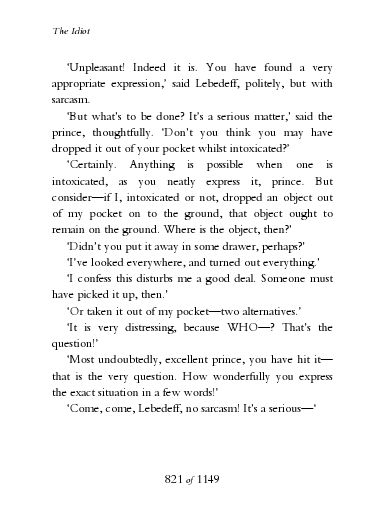 The Idiot
‘Unpleasant! Indeed it is. You have found a very
appropriate expression,’ said Lebedeff, politely, but with
sarcasm.
‘But what's to be done? It's a serious matter,’ said the
prince, thoughtfully. ‘Don't you think you may have
dropped it out of your pocket whilst intoxicated?’
‘Certainly. Anything is possible when one is
intoxicated, as you neatly express it, prince. But
consider—if I, intoxicated or not, dropped an object out
of my pocket on to the ground, that object ought to
remain on the ground. Where is the object, then?’
‘Didn't you put it away in some drawer, perhaps?’
‘I've looked everywhere, and turned out everything.’
‘I confess this disturbs me a good deal. Someone must
have picked it up, then.’
‘Or taken it out of my pocket—two alternatives.’
‘It is very distressing, because WHO—? That's the
question!’
‘Most undoubtedly, excellent prince, you have hit it—
that is the very question. How wonderfully you express
the exact situation in a few words!’
‘Come, come, Lebedeff, no sarcasm! It's a serious—‘
821 of 1149